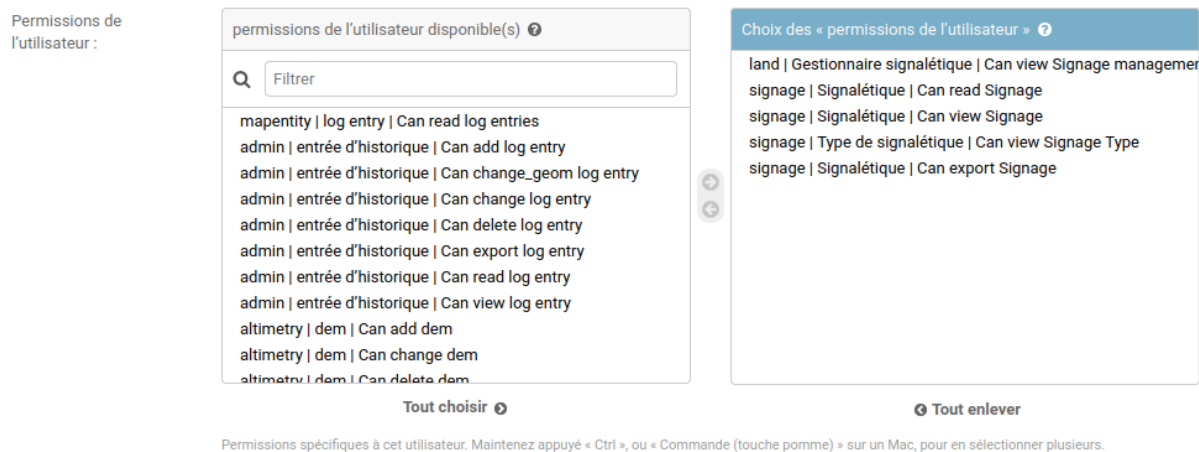 Permissions de
l'utilisateur :
permissions de l'utilisateur disponible(s)
Filtrer
mapentity | log entry | Can read log entries
admin | entrée d'historique | Can add log entry
admin | entrée d'historique | Can change_geom log entry
admin | entrée d'historique | Can change log entry
admin | entrée d'historique | Can delete log entry
admin | entrée d'historique | Can export log entry
admin | entrée d'historique | Can read log entry
admin | entrée d'historique | Can view log entry
altimetry | dem | Can add dem
altimetry | dem | Can change dem
altimetry | dem | Can delete dem
Tout choisir
Choix des « permissions de l'utilisateur »
land | Gestionnaire signalétique | Can view Signage managemer
signage | Signalétique | Can read Signage
signage | Signalétique | Can view Signage
signage | Type de signalétique | Can view Signage Type
signage | Signalétique | Can export Signage
Tout enlever
Permissions spécifiques à cet utilisateur. Maintenez appuyé « Ctrl », ou « Commande (touche pomme) » sur un Mac, pour en sélectionner plusieurs.